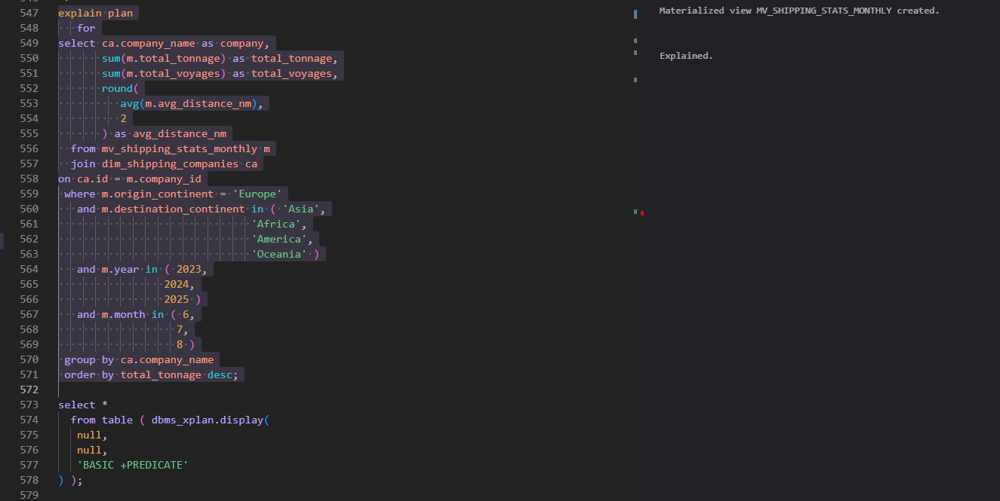 547 explain plan
548 for
549 select ca.company_name as company,
550 sum(m.total_tonnage) as total_tonnage,
551 sum(m.total_voyages) as total_voyages,
552 round(
553 avg(m.avg_distance_nm),
554 2
555 ) as avg_distance_nm
556 from mv_shipping_stats_monthly m
557 join dim_shipping_companies ca
558 on ca.id = m.company_id
559 where m.origin_continent = 'Europe'
560 and m.destination_continent in ( 'Asia',
561 'Africa',
562 'America',
563 'Oceania' )
564 and m.year in ( 2023,
565 2024,
566 2025 )
567 and m.month in ( 6,
568 7,
569 8 )
570 group by ca.company_name
571 order by total_tonnage desc;
572
573 select *
574 from table ( dbms_xplan.display(
575 null,
576 null,
577 'BASIC +PREDICATE'
578 ) );
579
Materialized view MV_SHIPPING_STATS_MONTHLY created.
Explained.